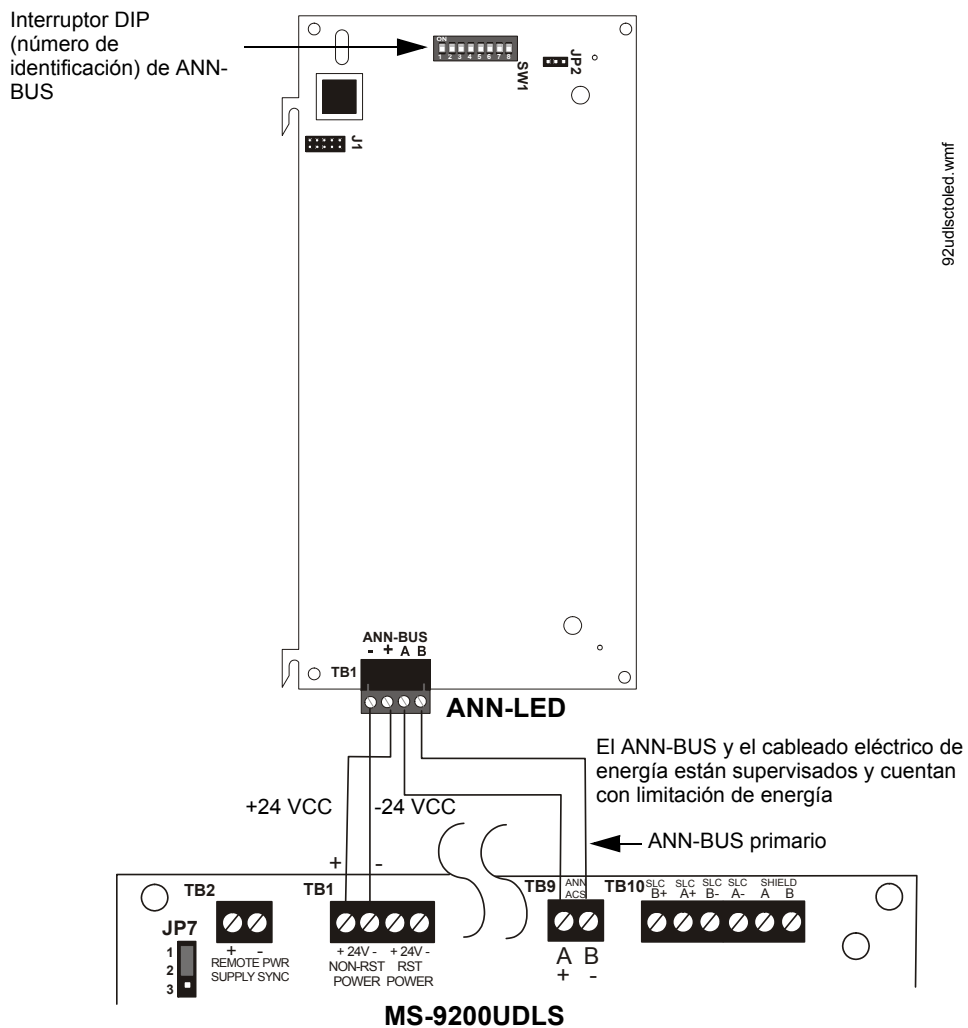 Interruptor DIP
(número de
identificación) de ANN-
BUS
ON
1 2 3 4 5 6 7 8
SW1
JP2
J1
92udlsctoled.wmf
ANN-BUS
- + A B
TB1
ANN-LED
El ANN-BUS y el cableado eléctrico de
energía están supervisados y cuentan
con limitación de energía
+24 VCC
-24 VCC
ANN-BUS primario
+ -
TB2
TB1
TB9
ANN
ACS
TB10
SLC SLC SLC SLC SHIELD
B+ A+ B- A- A B
JP7
1
2
3
+ -
REMOTE PWR
SUPPLY SYNC
+ 24V - + 24V -
NON-RST RST
POWER POWER
A B
+ -
MS-9200UDLS